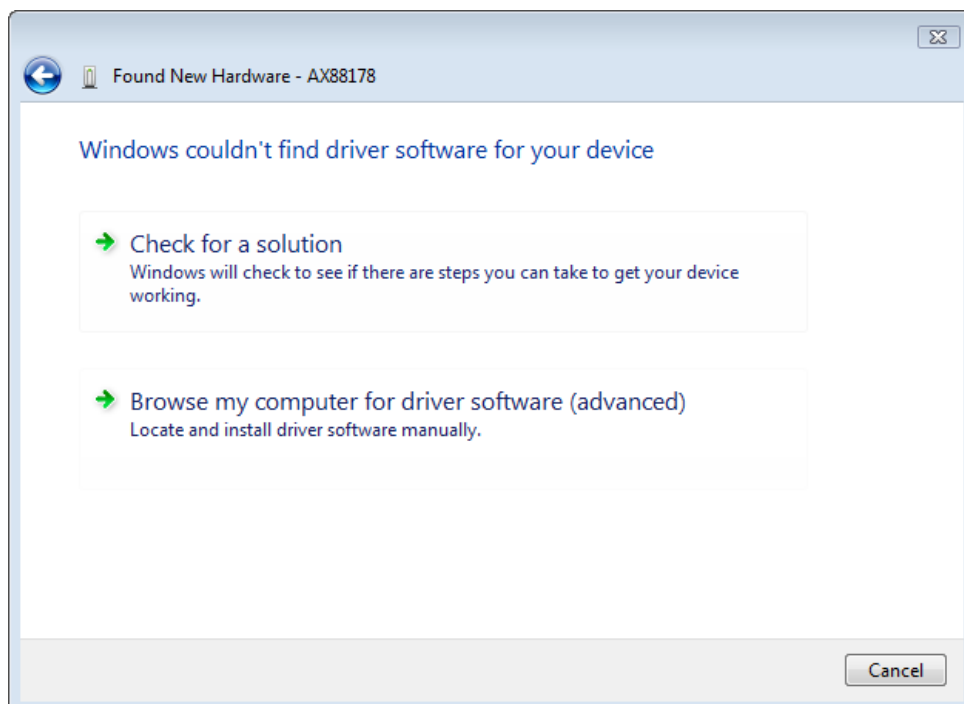 Found New Hardware - AX88178
Windows couldn't find driver software for your device
Check for a solution
Windows will check to see if there are steps you can take to get your device
working.
Browse my computer for driver software (advanced)
Locate and install driver software manually.
Cancel